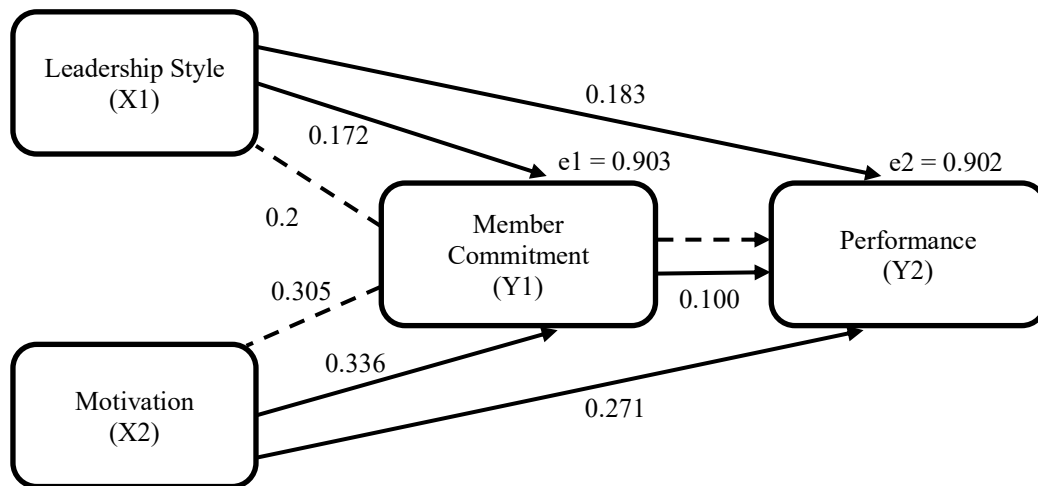 Leadership Style
(X1)
0.183
0.172
e1 = 0.903
e2 = 0.902
0.2
Member
Commitment
(Y1)
Performance
(Y2)
0.305
0.100
0.336
Motivation
(X2)
0.271